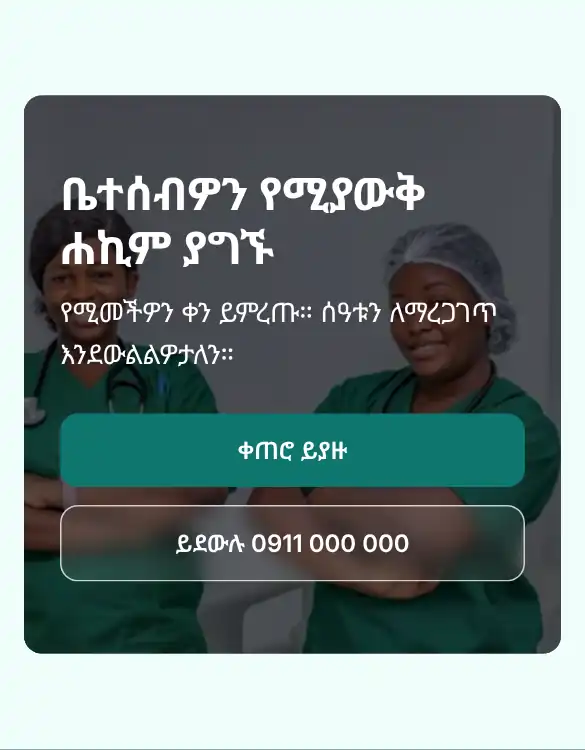 ቤተሰብዎን የሚያውቅ
ሐኪም ያግኙ
የሚመችዎን ቀን ይምረጡ። ሰዓቱን ለማረጋገጥ
እንደውልልዎታለን።
ቀጠሮ ይያዙ
ይደውሉ 0911 000 000